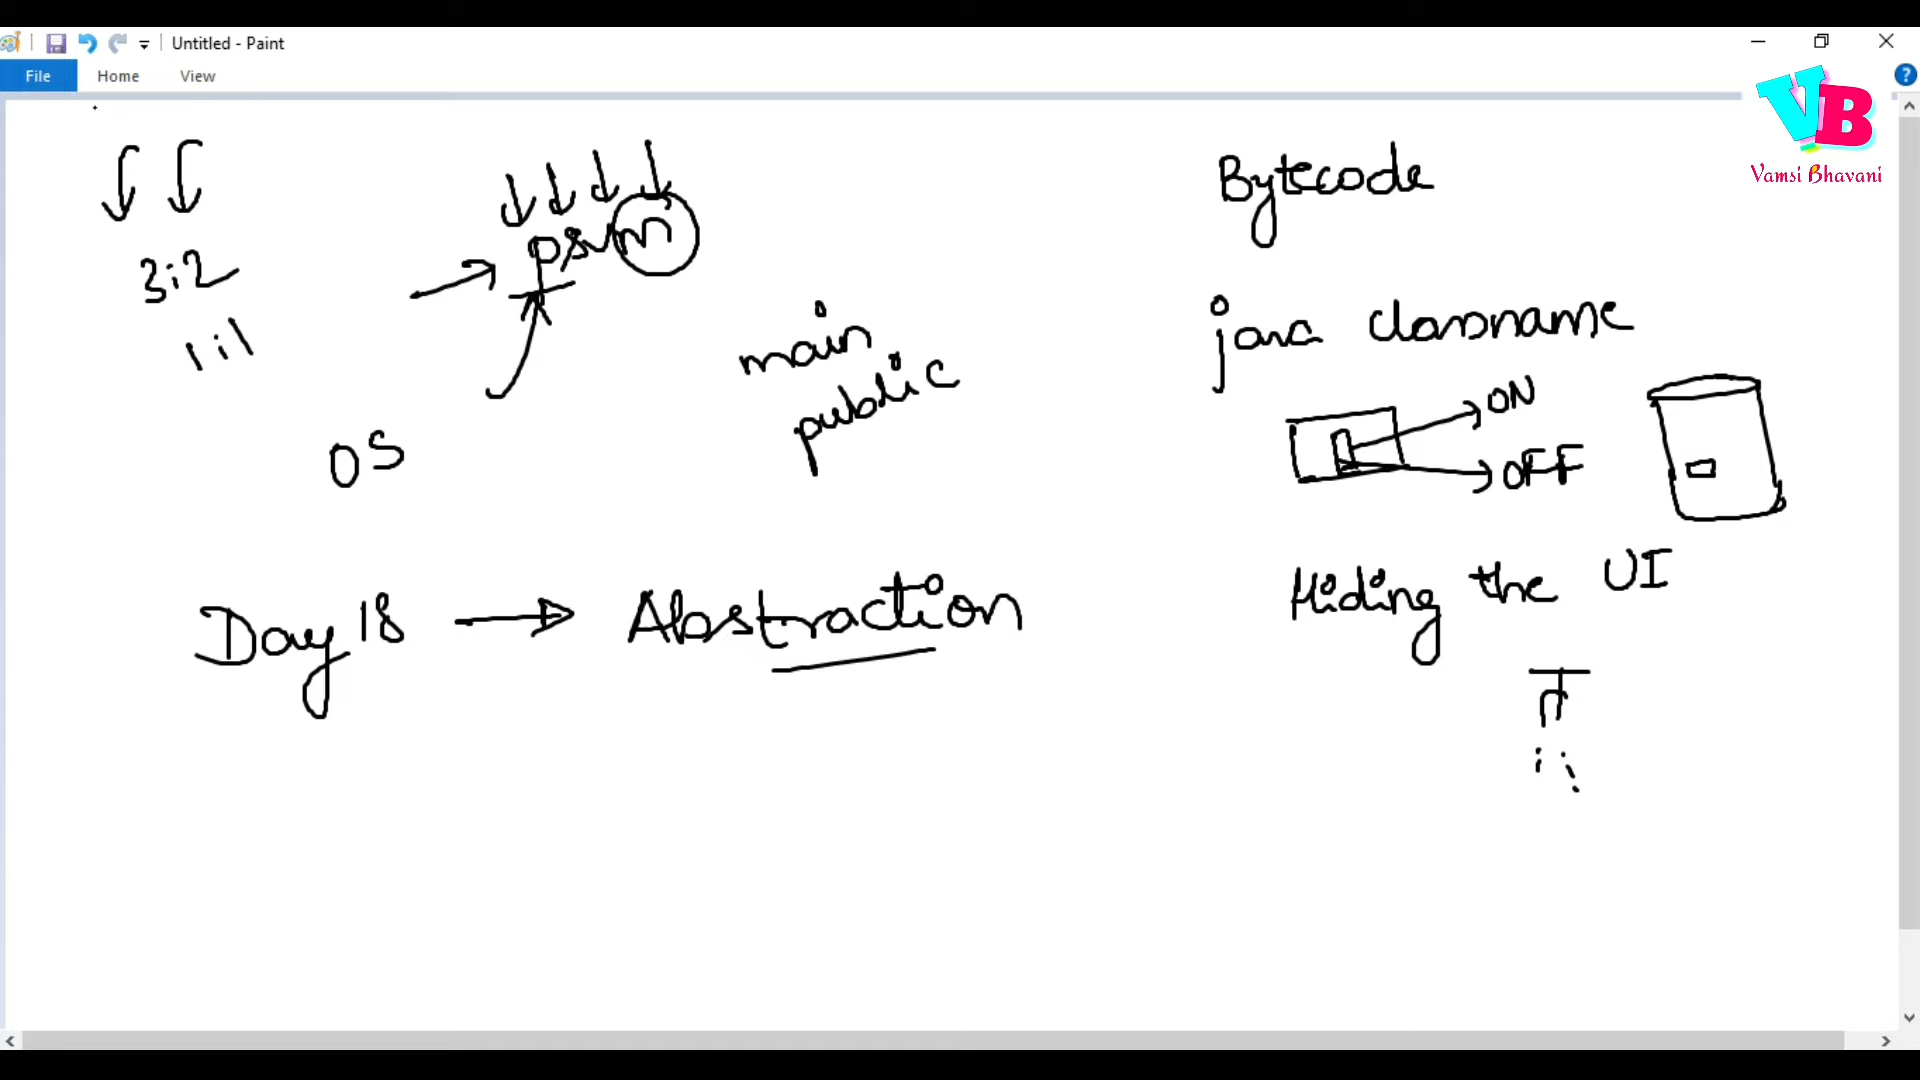 Untitled - Paint
File Home View
VB
Vamsi Bhavani
psvm
Bytecode
3:2
1:1
main
public
java classname
ON
OFF
OS
Day 18 → Abstraction
Hiding the UI